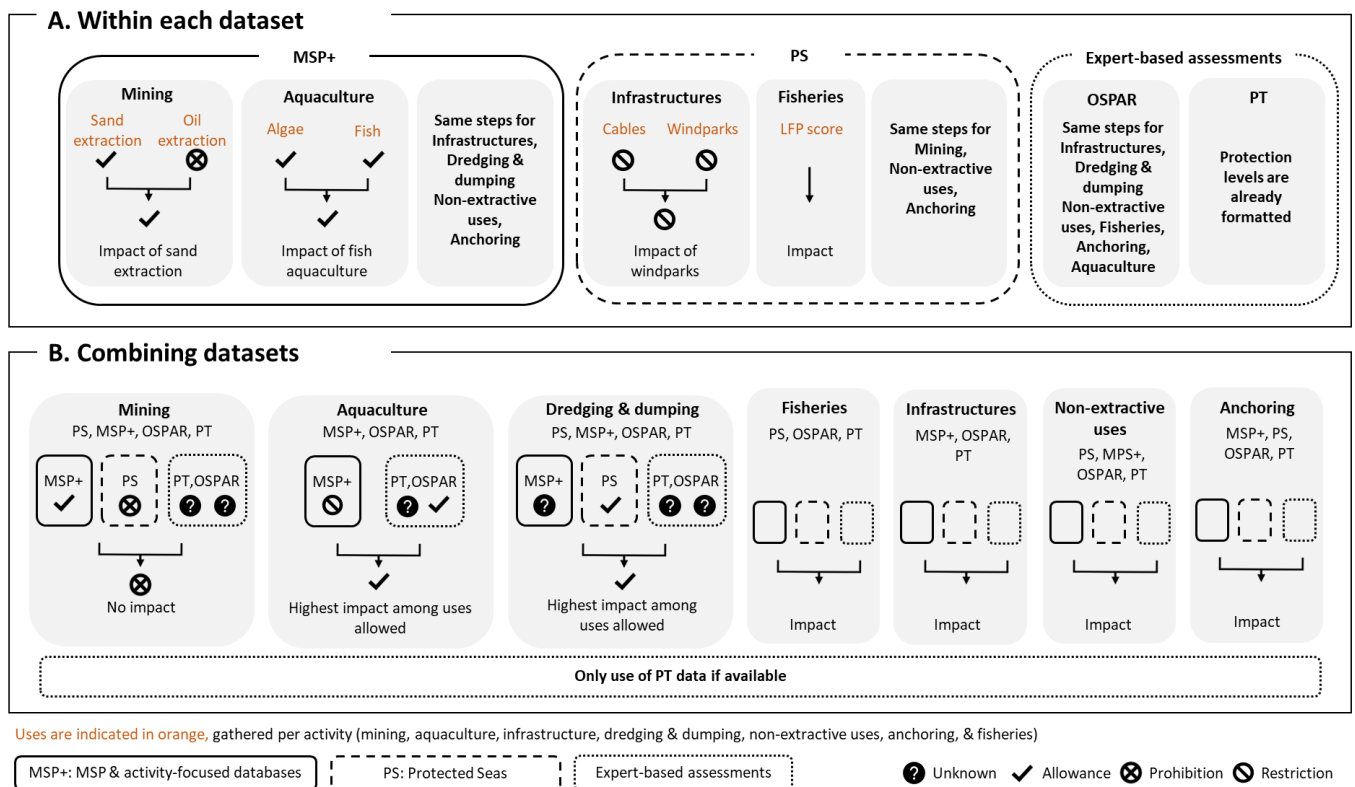 A. Within each dataset
MSP+
Mining
Sand
extraction
Oil
extraction
Impact of sand
extraction
Aquaculture
Algae
Fish
Impact of fish
aquaculture
Same steps for
Infrastructures,
Dredging &
dumping
Non-extractive
uses,
Anchoring
PS
Infrastructures
Cables
Windparks
Impact of
windparks
Fisheries
LFP score
Impact
Same steps for
Mining,
Non-extractive
uses,
Anchoring
Expert-based assessments
OSPAR
Same steps for
Infrastructures,
Dredging &
dumping
Non-extractive
uses, Fisheries,
Anchoring,
Aquaculture
PT
Protection
levels are
already
formatted
B. Combining datasets
Mining
PS, MSP+, OSPAR, PT
MSP+
PS
PT,OSPAR
? ?
No impact
Aquaculture
MSP+, OSPAR, PT
MSP+
PT,OSPAR
?
Highest impact among uses
allowed
Dredging & dumping
PS, MSP+, OSPAR, PT
MSP+
?
PS
PT,OSPAR
? ?
Highest impact among
uses allowed
Fisheries
PS, OSPAR, PT
Impact
Infrastructures
MSP+, OSPAR,
PT
Impact
Non-extractive
uses
PS, MPS+,
OSPAR, PT
Impact
Anchoring
MSP+, PS,
OSPAR, PT
Impact
Only use of PT data if available
Uses are indicated in orange, gathered per activity (mining, aquaculture, infrastructure, dredging & dumping, non-extractive uses, anchoring, & fisheries)
MSP+: MSP & activity-focused databases
PS: Protected Seas
Expert-based assessments
? Unknown
Allowance
Prohibition
Restriction